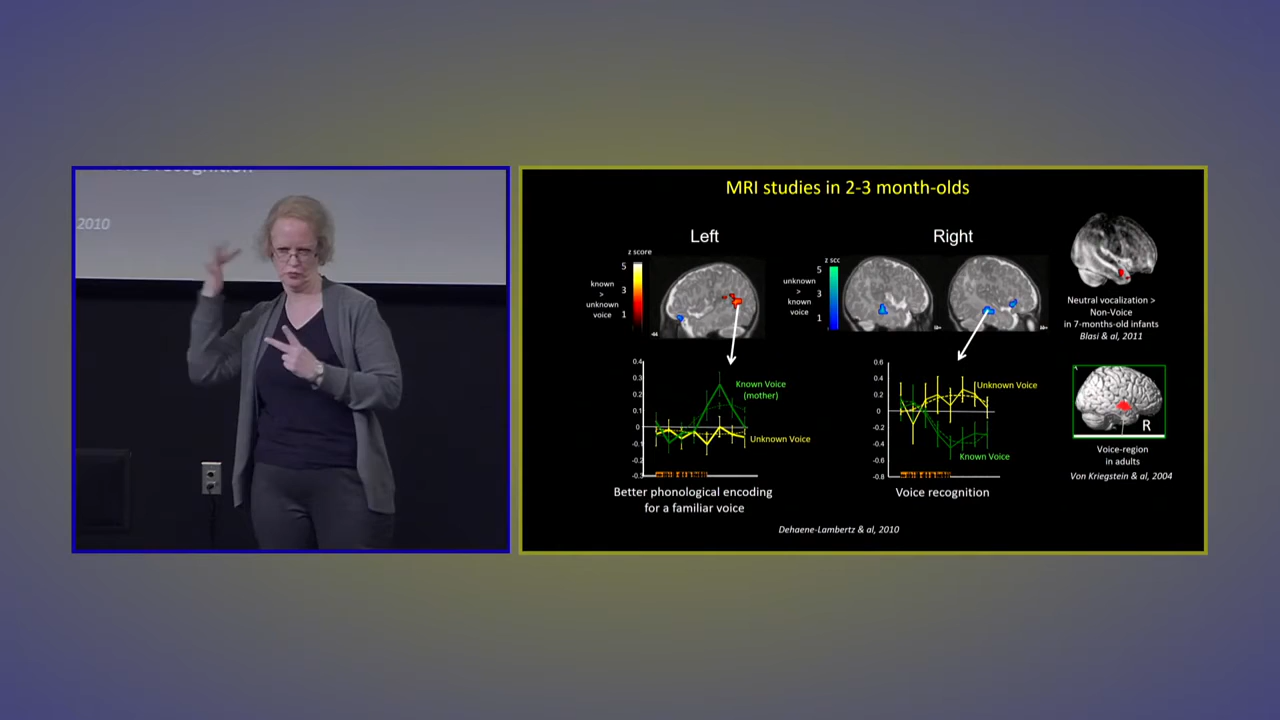 recognition
2010
MRI studies in 2-3 month-olds
Left
Right
z score
5
3
1
known
>
unknown
voice
unknown
>
known
voice
5
3
1
Neutral vocalization >
Non-Voice
in 7-months-old infants
Blasi & al, 2011
0.4
0.3
0.2
0.1
0
-0.1
-0.2
-0.3
Known Voice
(mother)
Unknown Voice
0.6
0.4
0.2
0
-0.2
-0.4
-0.6
-0.8
Unknown Voice
Known Voice
R
Voice-region
in adults
Von Kriegstein & al, 2004
Better phonological encoding
for a familiar voice
Voice recognition
Dehaene-Lambertz & al, 2010